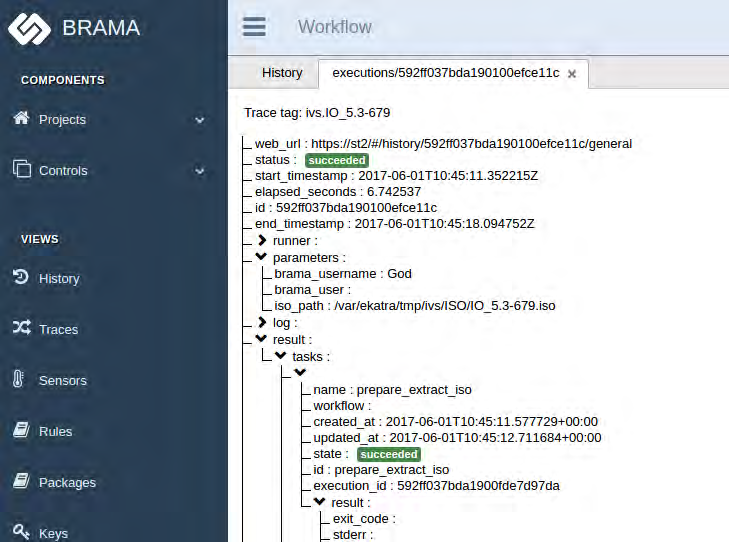 BRAMA
Workflow
COMPONENTS
Projects
Controls
VIEWS
History
Traces
Sensors
Rules
Packages
Keys
History
executions/592ff037bda190100efce11c ×
Trace tag: ivs.IO_5.3-679
web_url : https://st2/#/history/592ff037bda190100efce11c/general
status : succeeded
start_timestamp : 2017-06-01T10:45:11.352215Z
elapsed_seconds : 6.742537
id : 592ff037bda190100efce11c
end_timestamp : 2017-06-01T10:45:18.094752Z
runner :
parameters :
brama_username : God
brama_user :
iso_path : /var/ekatra/tmp/ivs/ISO/IO_5.3-679.iso
log :
result :
tasks :
name : prepare_extract_iso
workflow :
created_at : 2017-06-01T10:45:11.577729+00:00
updated_at : 2017-06-01T10:45:12.711684+00:00
state : succeeded
id : prepare_extract_iso
execution_id : 592ff037bda1900fde7d97da
result :
exit_code :
stderr :